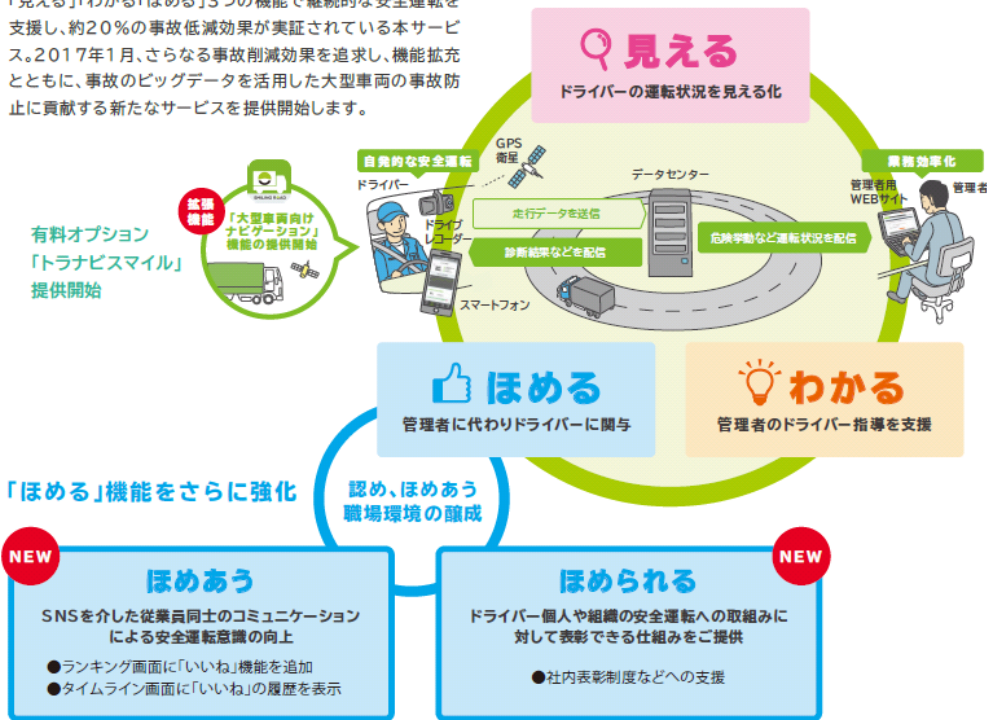 「見える」「わかる」「ほめる」3つの機能で継続的な安全運転を
支援し、約20％の事故低減効果が実証されている本サービ
ス。2017年1月、さらなる事故削減効果を追求し、機能拡充
とともに、事故のビッグデータを活用した大型車両の事故防
止に貢献する新たなサービスを提供開始します。
見える
ドライバーの運転状況を見える化
自発的な安全運転
ドライバー
GPS
衛星
データセンター
業務効率化
管理者用
WEBサイト
管理者
ドライブ
レコーダー
走行データを送信
診断結果などを配信
危険挙動など運転状況を配信
スマートフォン
拡張
機能
SMILING ROAD
「大型車両向け
ナビゲーション」
機能の提供開始
有料オプション
「トラナビスマイル」
提供開始
ほめる
管理者に代わりドライバーに関与
わかる
管理者のドライバー指導を支援
「ほめる」機能をさらに強化
認め、ほめあう
職場環境の醸成
NEW
ほめあう
SNSを介した従業員同士のコミュニケーション
による安全運転意識の向上
●ランキング画面に「いいね」機能を追加
●タイムライン画面に「いいね」の履歴を表示
NEW
ほめられる
ドライバー個人や組織の安全運転への取組みに
対して表彰できる仕組みをご提供
●社内表彰制度などへの支援